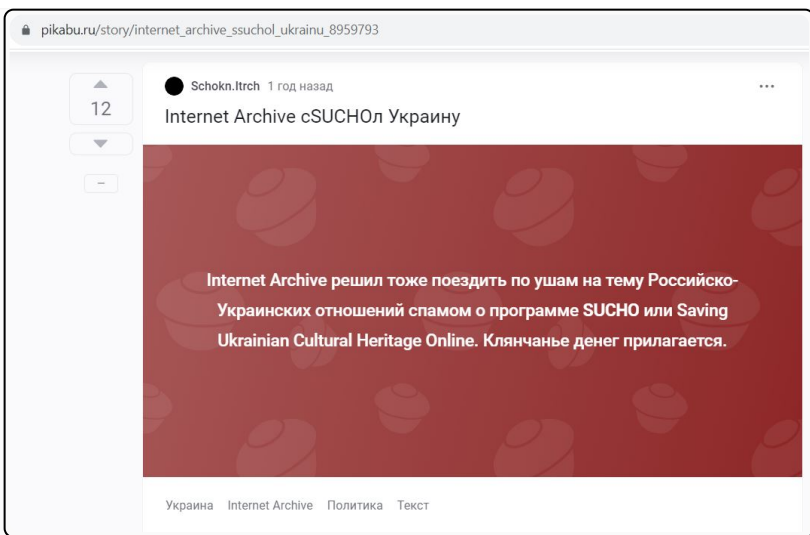 pikabu.ru/story/internet_archive_ssuchol_ukrainu_8959793
12
Schokn.Itrch 1 год назад
Internet Archive сSUCHOл Украину
Internet Archive решил тоже поездить по ушам на тему Российско-
Украинских отношений спамом о программе SUCHO или Saving
Ukrainian Cultural Heritage Online. Клянчанье денег прилагается.
Украина Internet Archive Политика Текст